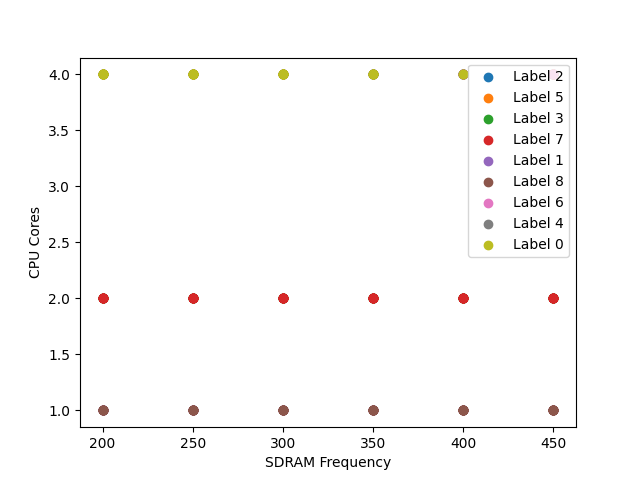 4.0
3.5
3.0
2.5
2.0
1.5
1.0
CPU Cores
200 250 300 350 400 450
SDRAM Frequency
Label 2
Label 5
Label 3
Label 7
Label 1
Label 8
Label 6
Label 4
Label 0